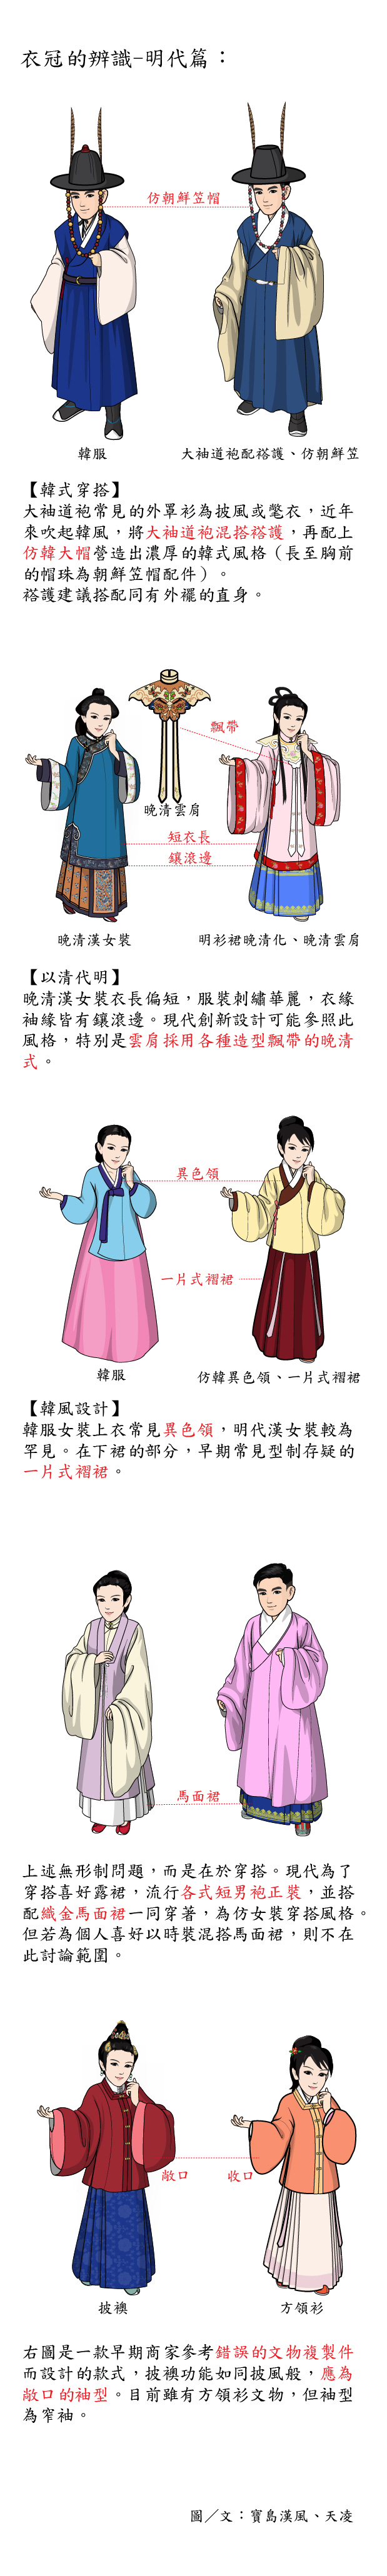 衣冠的辨識-明代篇：
仿朝鮮笠帽
韓服
大袖道袍配褡護、仿朝鮮笠
【韓式穿搭】
大袖道袍常見的外罩衫為披風或氅衣，近年
來吹起韓風，將大袖道袍混搭褡護，再配上
仿韓大帽營造出濃厚的韓式風格（長至胸前
的帽珠為朝鮮笠帽配件）。
褡護建議搭配同有外襬的直身。
飄帶
晚清雲肩
短衣長
鑲滾邊
晚清漢女裝
明衫裙晚清化、晚清雲肩
【以清代明】
晚清漢女裝衣長偏短，服裝刺繡華麗，衣緣
袖緣皆有鑲滾邊。現代創新設計可能參照此
風格，特別是雲肩採用各種造型飄帶的晚清
式。
異色領
一片式褶裙
韓服
仿韓異色領、一片式褶裙
【韓風設計】
韓服女裝上衣常見異色領，明代漢女裝較為
罕見。在下裙的部分，早期常見型制存疑的
一片式褶裙。
馬面裙
上述無形制問題，而是在於穿搭。現代為了
穿搭喜好露裙，流行各式短男袍正裝，並搭
配織金馬面裙一同穿著，為仿女裝穿搭風格。
但若為個人喜好以時裝混搭馬面裙，則不在
此討論範圍。
敞口
收口
披襖
方領衫
右圖是一款早期商家參考錯誤的文物複製件
而設計的款式，披襖功能如同披風般，應為
敞口的袖型。目前雖有方領衫文物，但袖型
為窄袖。
圖／文：寶島漢風、天凌